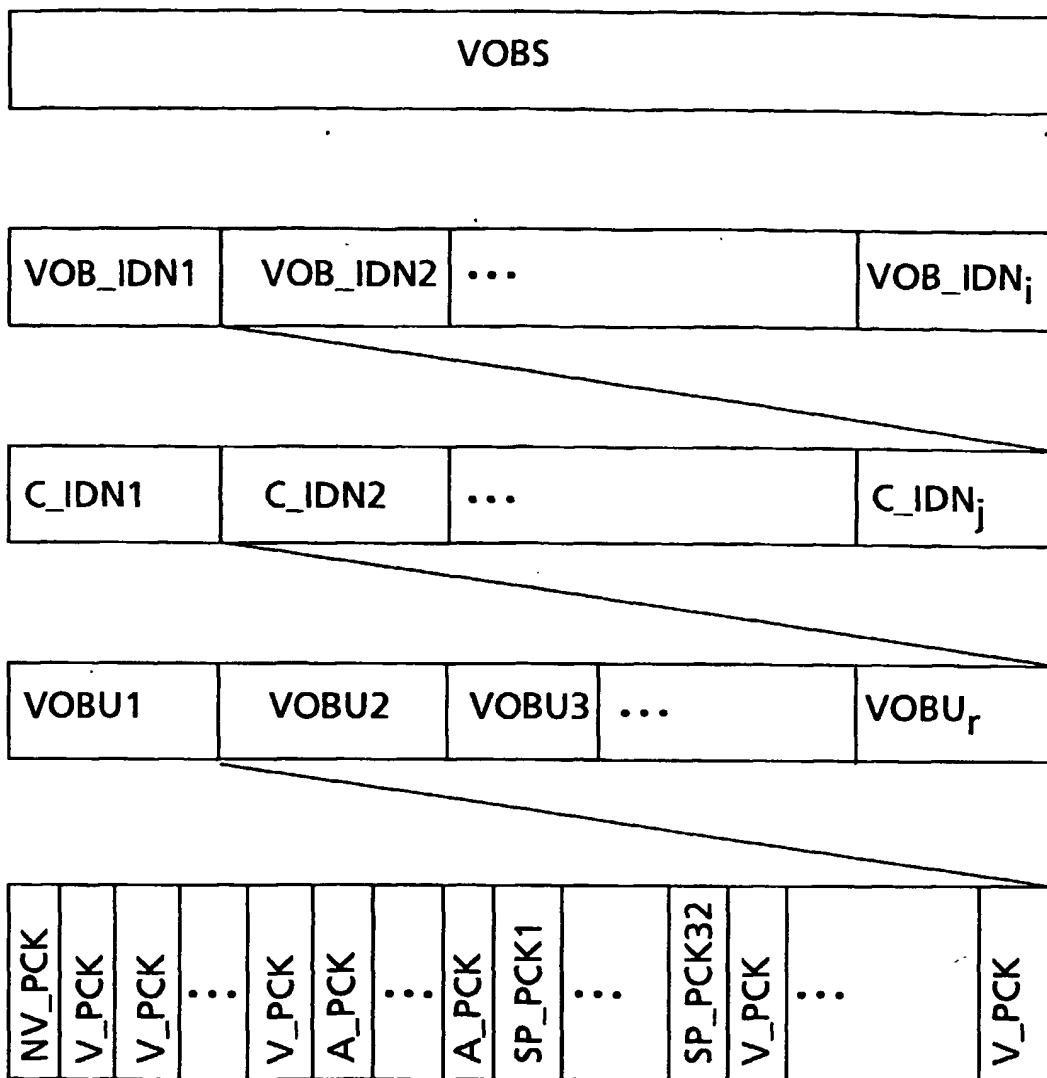 VOBS
VOB_IDN1 VOB_IDN2 ... VOB_IDNi
C_IDN1 C_IDN2 ... C_IDNj
VOBU1 VOBU2 VOBU3 ... VOBUr
NV_PCK V_PCK V_PCK ... V_PCK A_PCK ... A_PCK SP_PCK1 ... SP_PCK32 V_PCK ... V_PCK